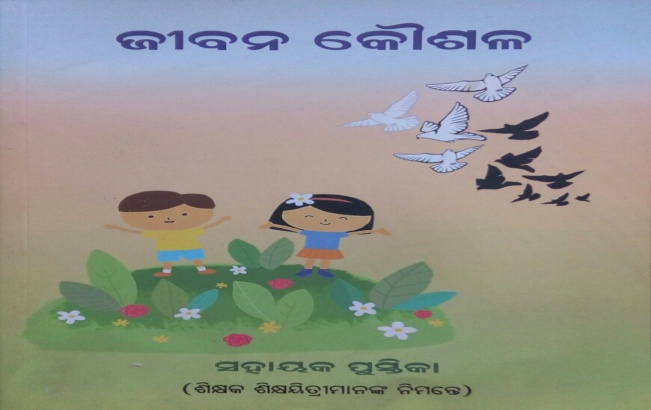 ଜୀବନ କୌଶଳ
ସହାୟକ ପୁସ୍ତିକା
(ଶିକ୍ଷକ ଶିକ୍ଷୟିତ୍ରୀମାନଙ୍କ ନିମନ୍ତେ)